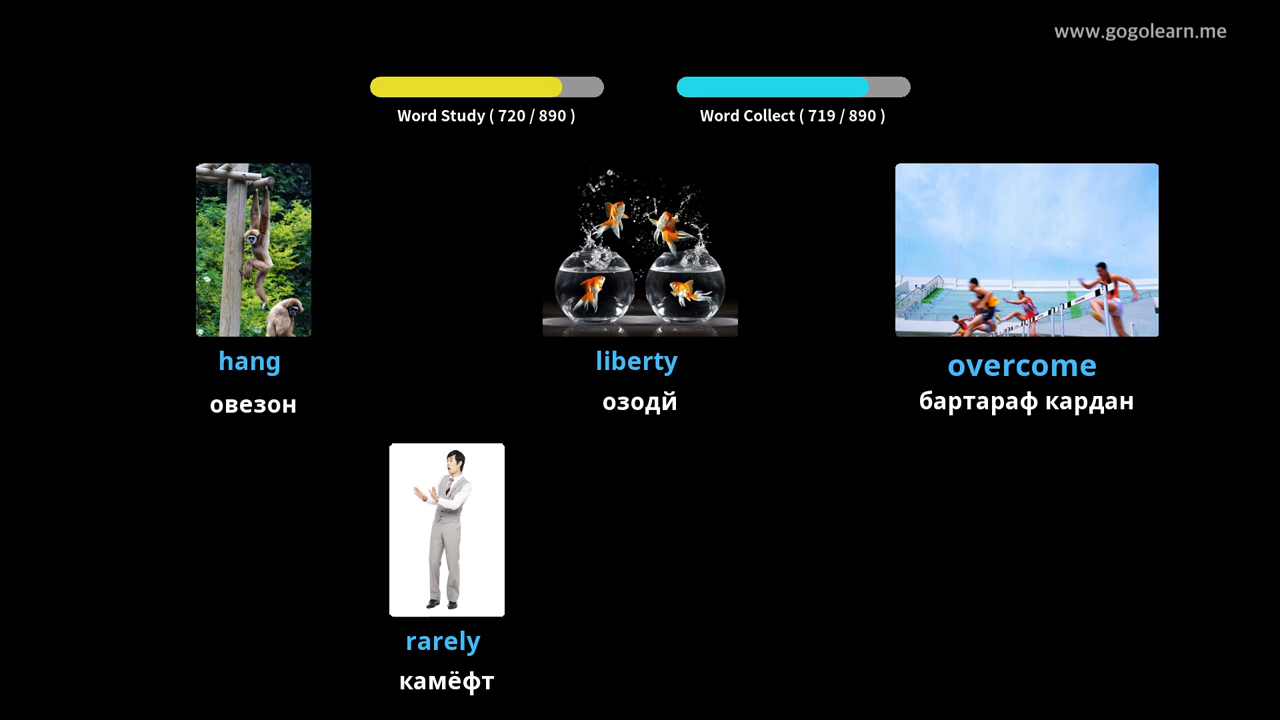 www.gogolearn.me
Word Study ( 720 / 890 )
Word Collect ( 719 / 890 )
hang
liberty
overcome
овезон
озодй
бартараф кардан
rarely
камёфт